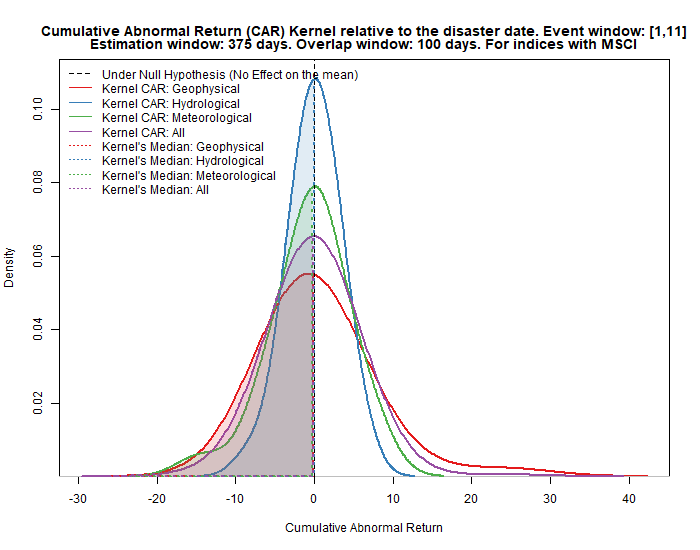 Cumulative Abnormal Return (CAR) Kernel relative to the disaster date. Event window: [1,11]
Estimation window: 375 days. Overlap window: 100 days. For indices with MSCI
Under Null Hypothesis (No Effect on the mean)
Kernel CAR: Geophysical
Kernel CAR: Hydrological
Kernel CAR: Meteorological
Kernel CAR: All
Kernel's Median: Geophysical
Kernel's Median: Hydrological
Kernel's Median: Meteorological
Kernel's Median: All
Density
0.10
0.08
0.06
0.04
0.02
-30 -20 -10 0 10 20 30 40
Cumulative Abnormal Return